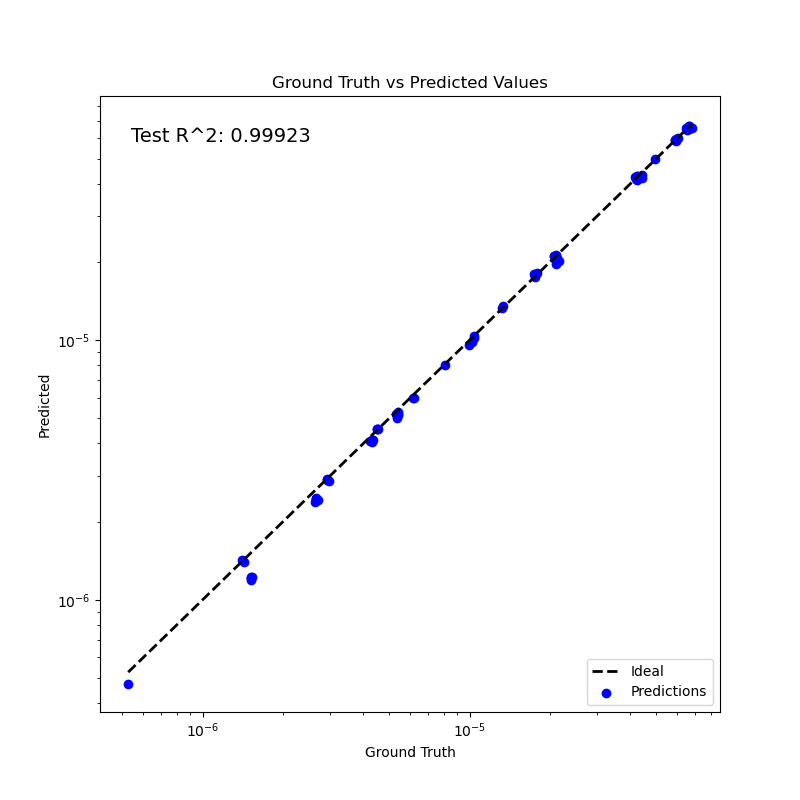 Ground Truth vs Predicted Values
Test R^2: 0.99923
10⁻⁵
10⁻⁶
Predicted
10⁻⁶
10⁻⁵
Ground Truth
Ideal
Predictions